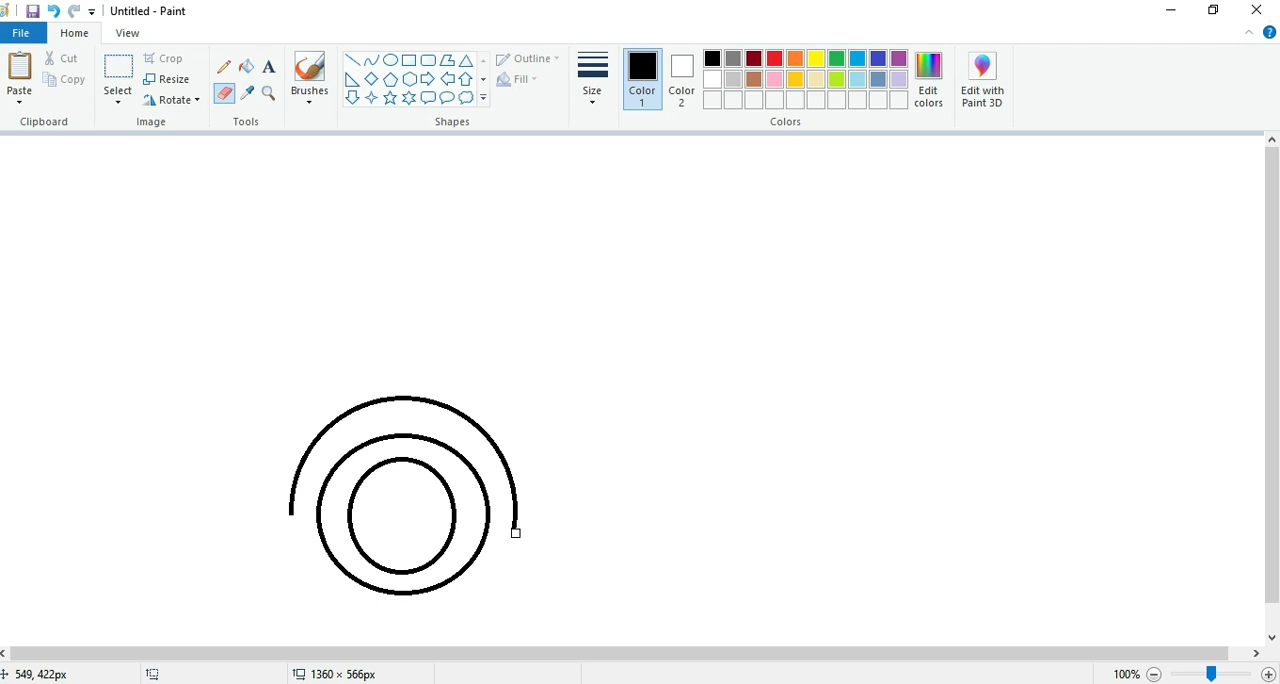 Untitled - Paint
File Home View
Paste
Cut
Copy
Clipboard
Select
Crop
Resize
Rotate
Image
A
Tools
Brushes
Shapes
Outline
Fill
Size
Color 1
Color 2
Colors
Edit colors
Edit with Paint 3D
549, 422px
1360 × 566px
100%